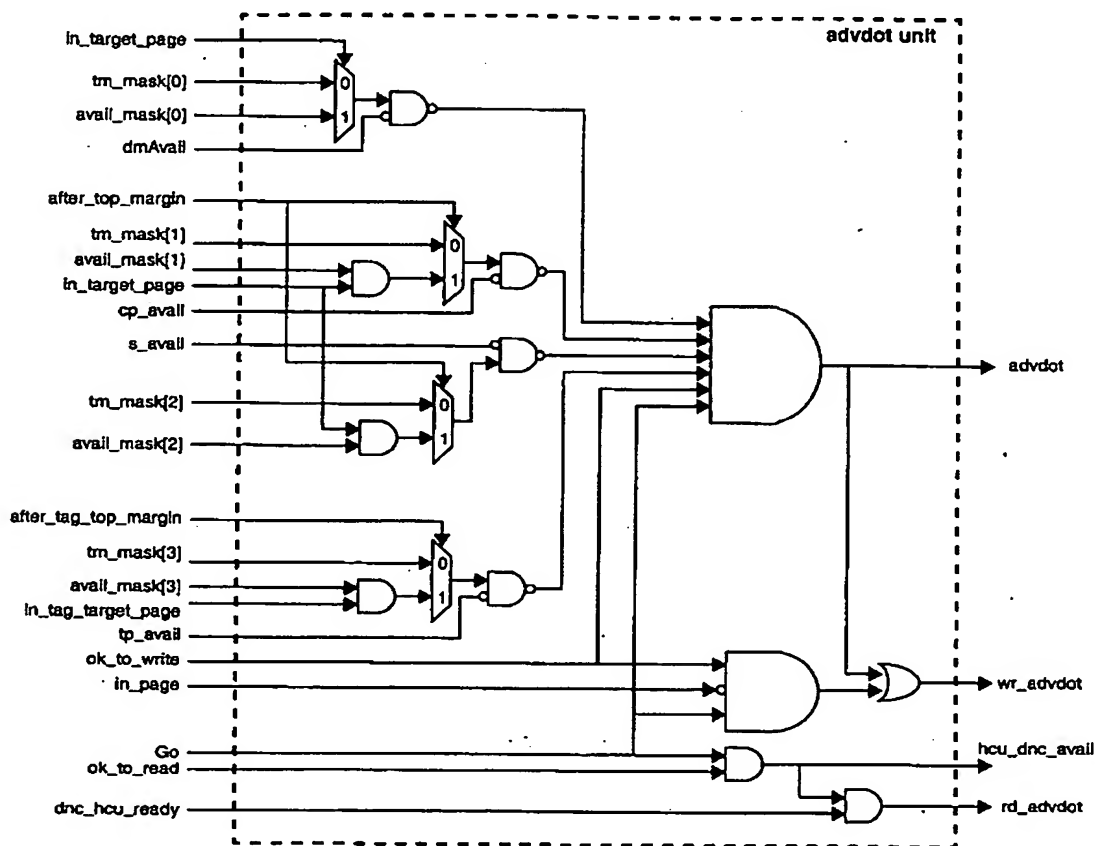 advdot unit
in_target_page
tm_mask[0]
0
avail_mask[0]
1
dmAvail
after_top_margin
tm_mask[1]
0
avail_mask[1]
1
in_target_page
cp_avail
s_avail
advdot
tm_mask[2]
0
avail_mask[2]
1
after_tag_top_margin
tm_mask[3]
0
avail_mask[3]
1
in_tag_target_page
tp_avail
ok_to_write
in_page
wr_advdot
Go
hcu_dnc_avail
ok_to_read
dnc_hcu_ready
rd_advdot